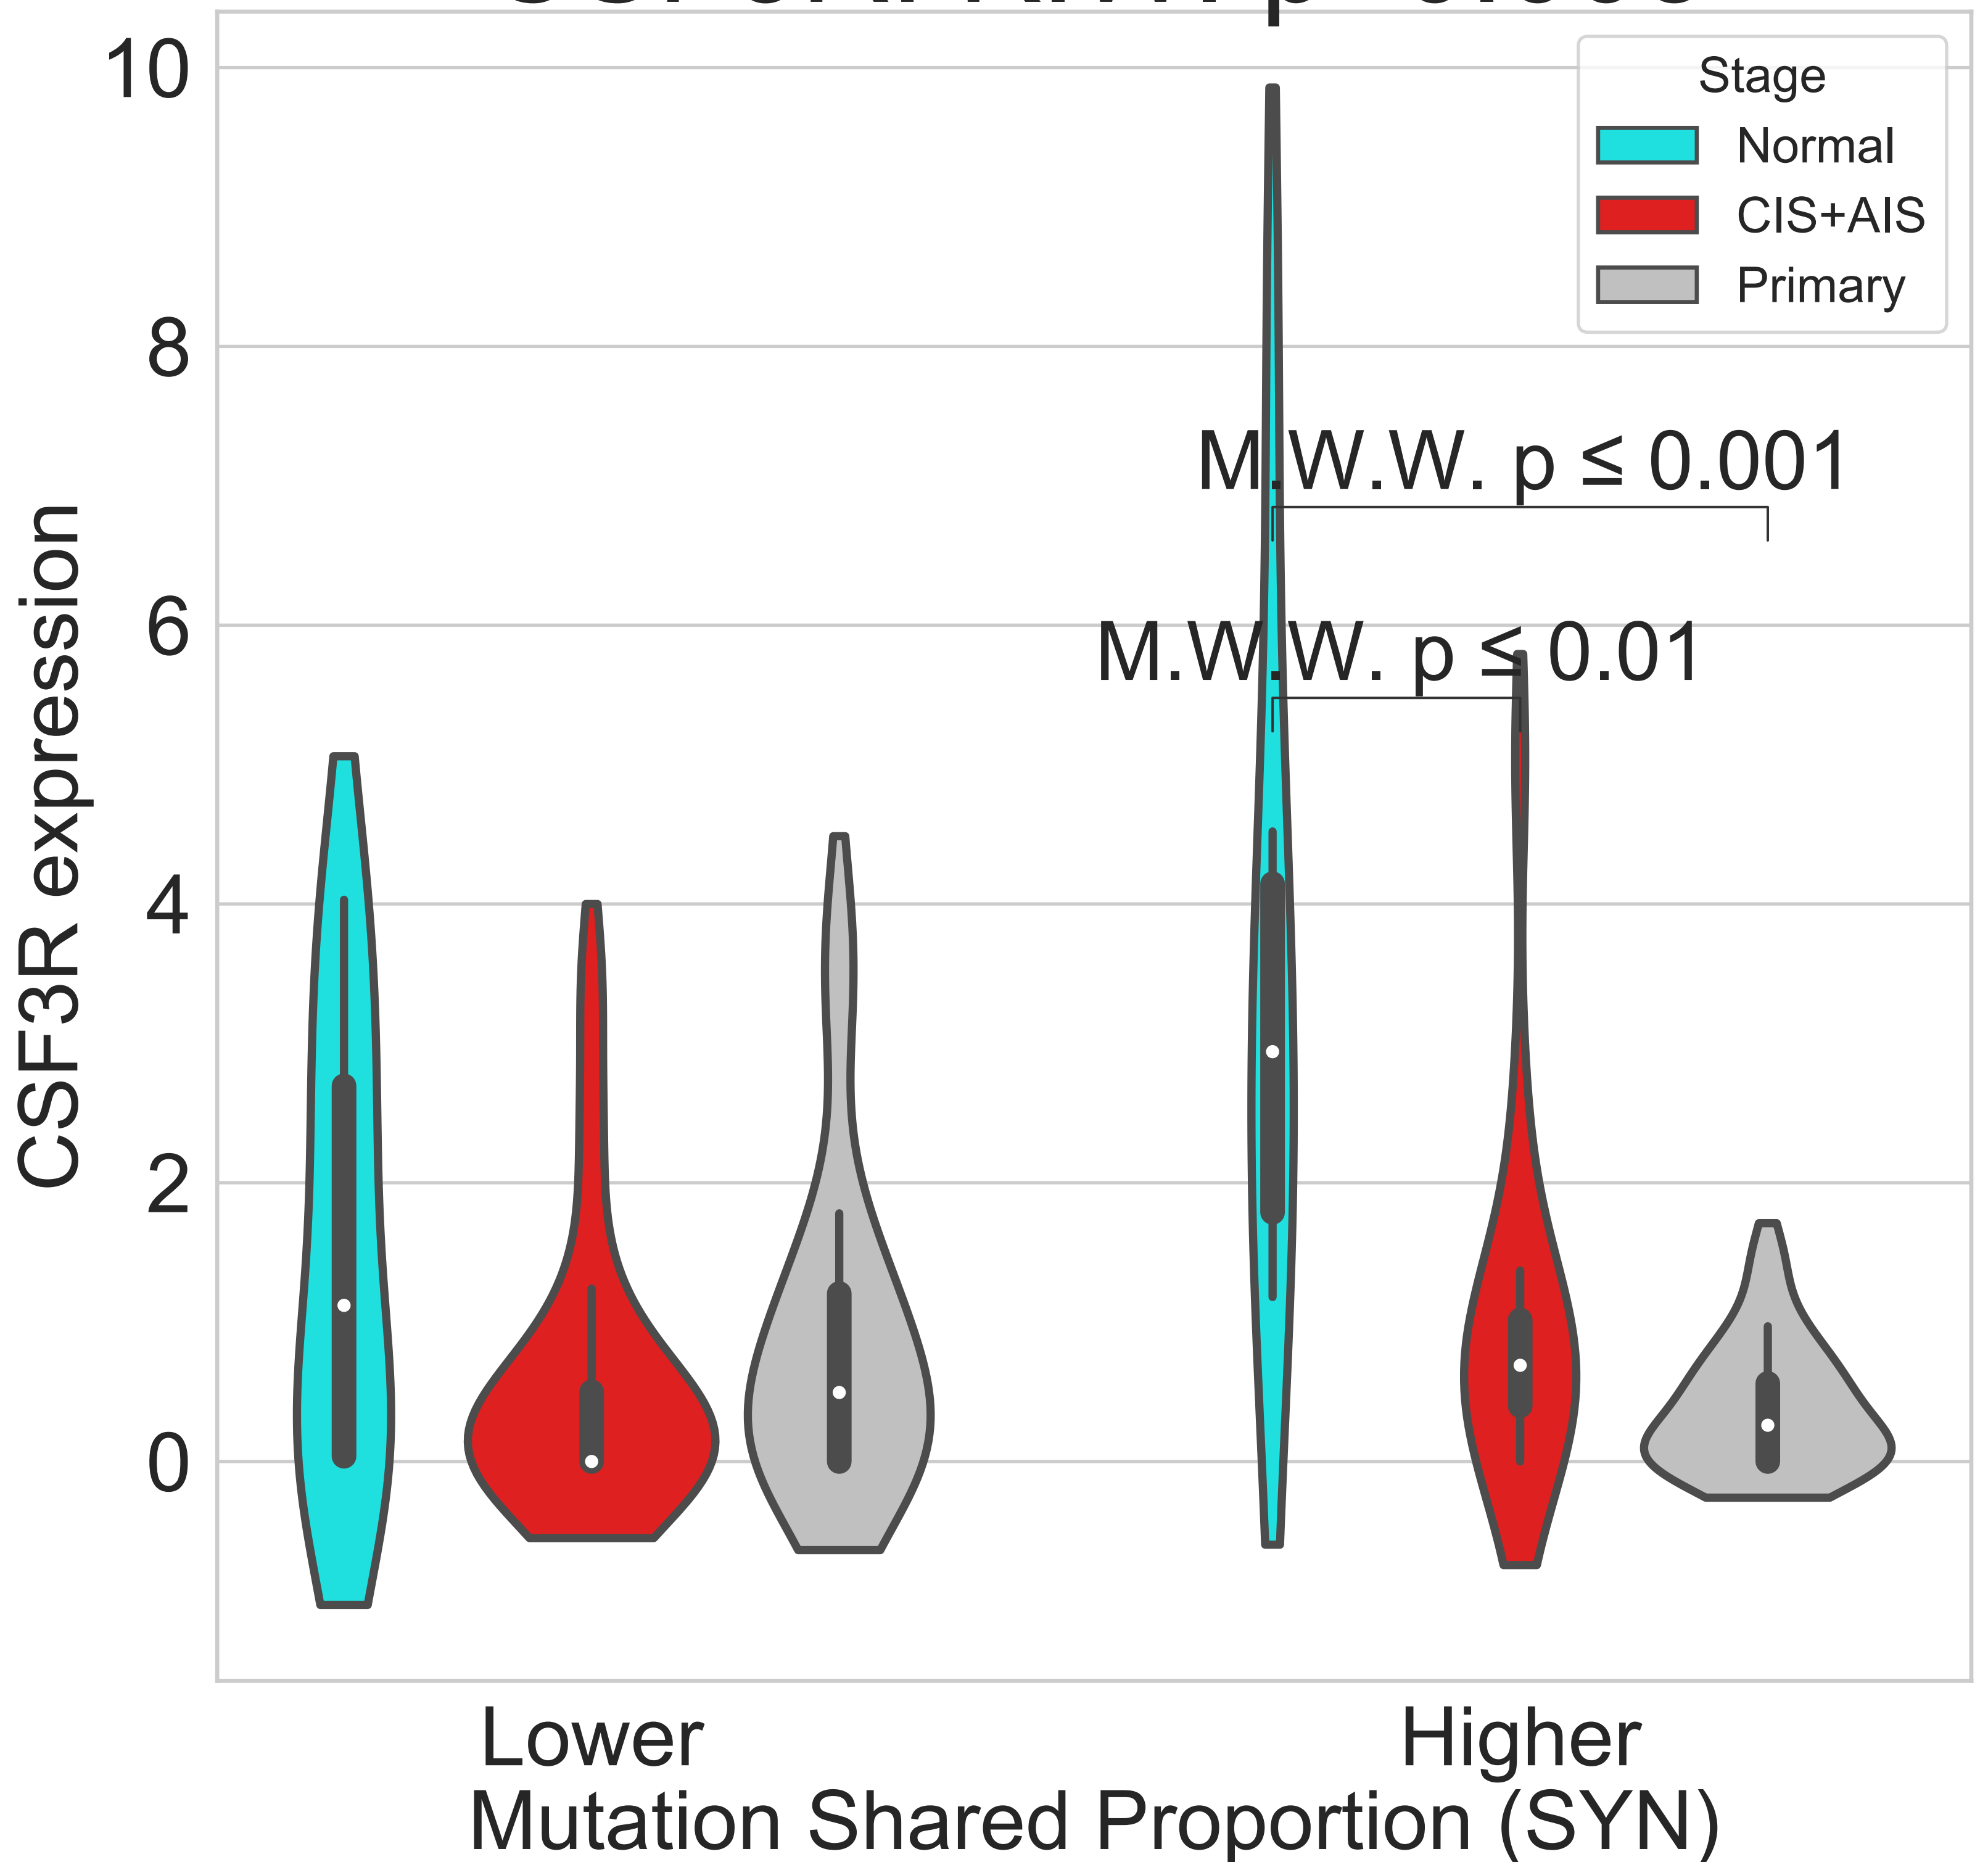 10
8
6
4
2
0
CSF3R expression
Stage
Normal
CIS+AIS
Primary
M.W.W. p ≤ 0.001
M.W.W. p ≤ 0.01
Lower Higher
Mutation Shared Proportion (SYN)